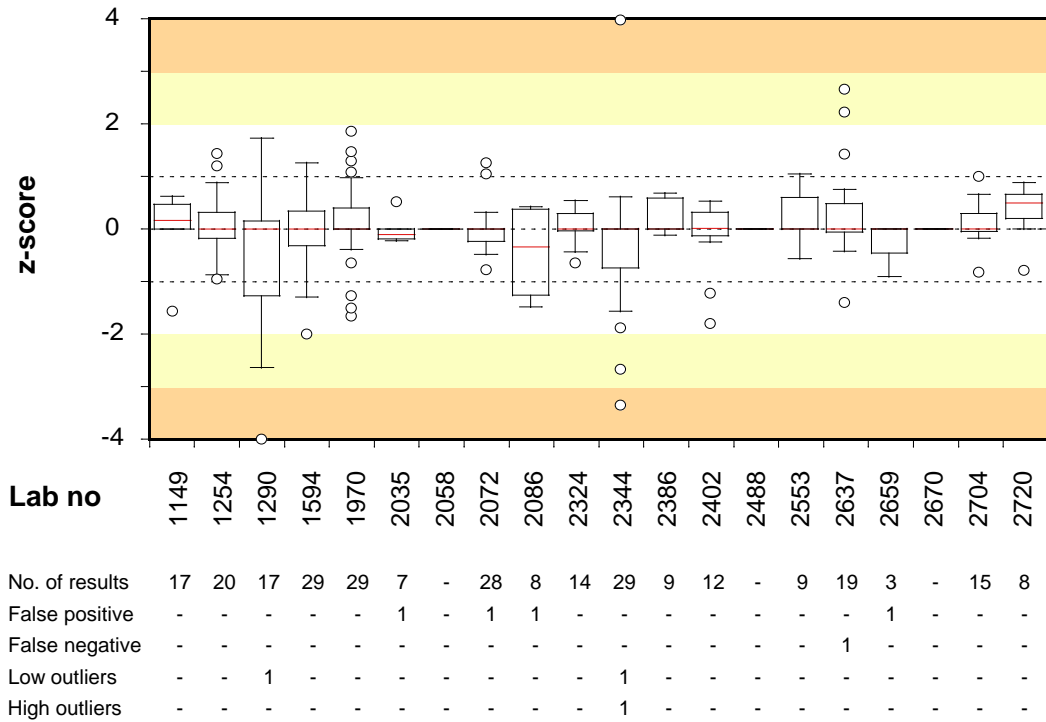 4
2
0
-2
-4
z-score
Lab no 1149 1254 1290 1594 1970 2035 2058 2072 2086 2324 2344 2386 2402 2488 2553 2637 2659 2670 2704 2720
No. of results 17 20 17 29 29 7 - 28 8 14 29 9 12 - 9 19 3 - 15 8
False positive - - - - - 1 - 1 1 - - - - - - - 1 - - -
False negative - - - - - - - - - - - - - - - 1 - - - -
Low outliers - - 1 - - - - - - - 1 - - - - - - - - -
High outliers - - - - - - - - - - 1 - - - - - - - - -